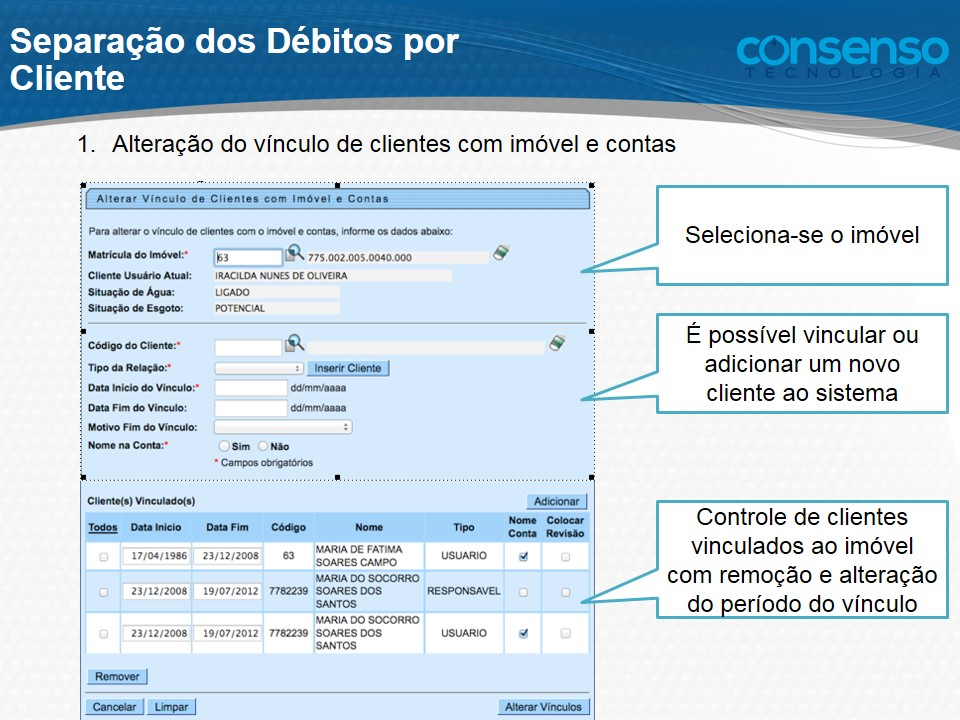 Separação dos Débitos por
Cliente
consenso
TECNOLOGIA
1. Alteração do vínculo de clientes com imóvel e contas
Alterar Vínculo de Clientes com Imóvel e Contas
Para alterar o vínculo de clientes com o imóvel e contas, informe os dados abaixo:
Matrícula do Imóvel:* 63 775.002.005.0040.000
Cliente Usuário Atual: IRACILDA NUNES DE OLIVEIRA
Situação de Água: LIGADO
Situação de Esgoto: POTENCIAL
Código do Cliente:*
Tipo da Relação:* Inserir Cliente
Data Início do Vínculo:* dd/mm/aaaa
Data Fim do Vínculo: dd/mm/aaaa
Motivo Fim do Vínculo:
Nome na Conta:* Sim Não
* Campos obrigatórios
Seleciona-se o imóvel
É possível vincular ou
adicionar um novo
cliente ao sistema
Cliente(s) Vinculado(s) Adicionar
Todos Data Inicio Data Fim Código Nome Tipo Nome Conta Colocar Revisão
17/04/1986 23/12/2008 63 MARIA DE FATIMA SOARES CAMPO USUARIO
23/12/2008 19/07/2012 7782239 MARIA DO SOCORRO SOARES DOS SANTOS RESPONSAVEL
23/12/2008 19/07/2012 7782239 MARIA DO SOCORRO SOARES DOS SANTOS USUARIO
Remover
Cancelar Limpar Alterar Vínculos
Controle de clientes
vinculados ao imóvel
com remoção e alteração
do período do vínculo